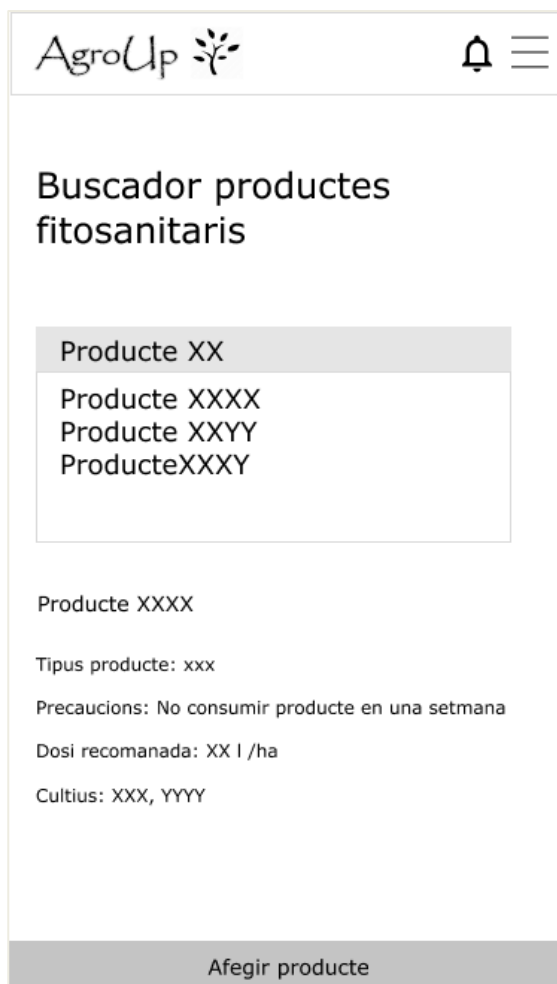 AgroUp
Buscador productes
fitosanitaris
Producte XX
Producte XXXX
Producte XXYY
ProducteXXXY
Producte XXXX
Tipus producte: xxx
Precaucions: No consumir producte en una setmana
Dosi recomanada: XX l /ha
Cultius: XXX, YYYY
Afegir producte